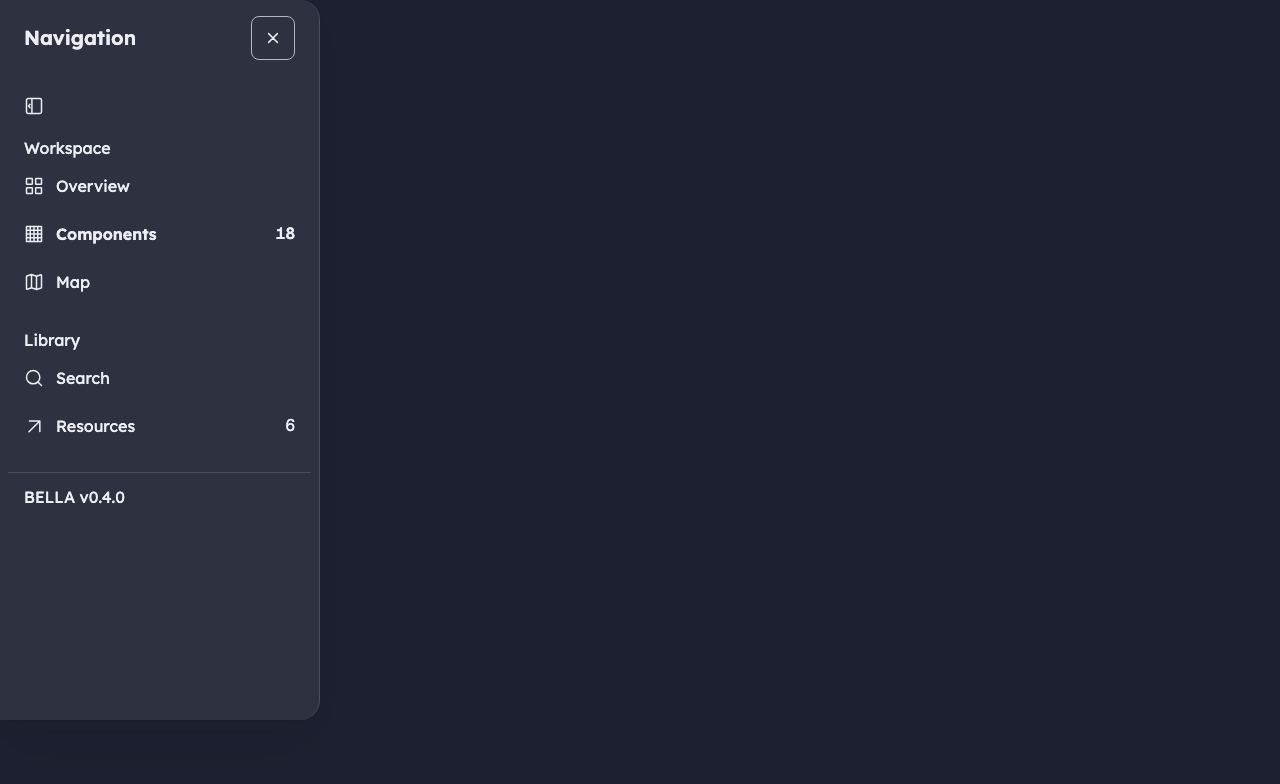 Navigation
Workspace
Overview
Components 18
Map
Library
Search
Resources 6
BELLA v0.4.0